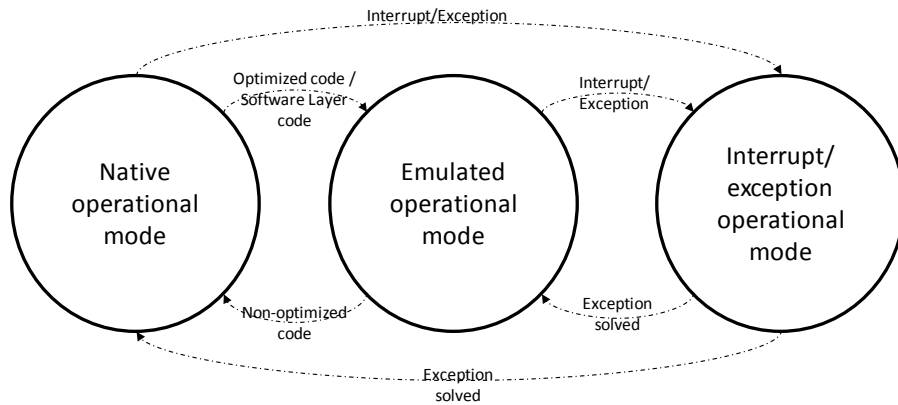 Interrupt/Exception
Optimized code /
Software Layer
code
Interrupt/
Exception
Native
operational
mode
Emulated
operational
mode
Interrupt/
exception
operational
mode
Non-optimized
code
Exception
solved
Exception
solved